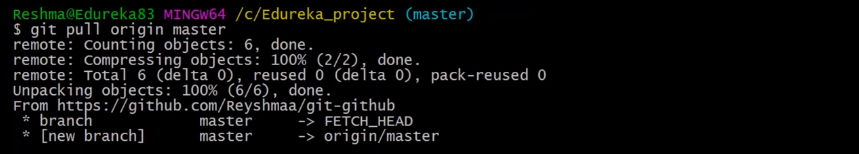 Reshma@Edureka83 MINGW64 /c/Edureka_project (master)
$ git pull origin master
remote: Counting objects: 6, done.
remote: Compressing objects: 100% (2/2), done.
remote: Total 6 (delta 0), reused 0 (delta 0), pack-reused 0
Unpacking objects: 100% (6/6), done.
From https://github.com/Reyshmaa/git-github
 * branch            master     -> FETCH_HEAD
 * [new branch]      master     -> origin/master